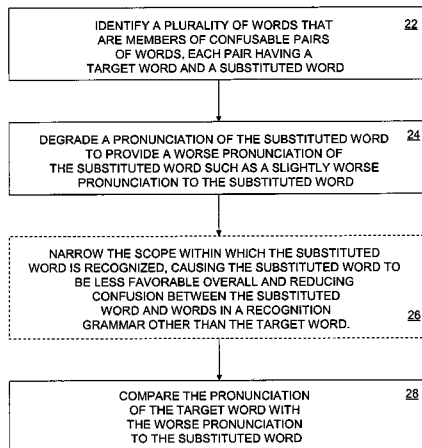 IDENTIFY A PLURALITY OF WORDS THAT 22
ARE MEMBERS OF CONFUSABLE PAIRS
OF WORDS, EACH PAIR HAVING A
TARGET WORD AND A SUBSTITUTED WORD
DEGRADE A PRONUNCIATION OF THE SUBSTITUTED WORD 24
TO PROVIDE A WORSE PRONUNCIATION OF
THE SUBSTITUTED WORD SUCH AS A SLIGHTLY WORSE
PRONUNCIATION TO THE SUBSTITUTED WORD
NARROW THE SCOPE WITHIN WHICH THE SUBSTITUTED
WORD IS RECOGNIZED, CAUSING THE SUBSTITUTED WORD TO
BE LESS FAVORABLE OVERALL AND REDUCING
CONFUSION BETWEEN THE SUBSTITUTED
WORD AND WORDS IN A RECOGNITION
GRAMMAR OTHER THAN THE TARGET WORD. 26
COMPARE THE PRONUNCIATION 28
OF THE TARGET WORD WITH
THE WORSE PRONUNCIATION
TO THE SUBSTITUTED WORD